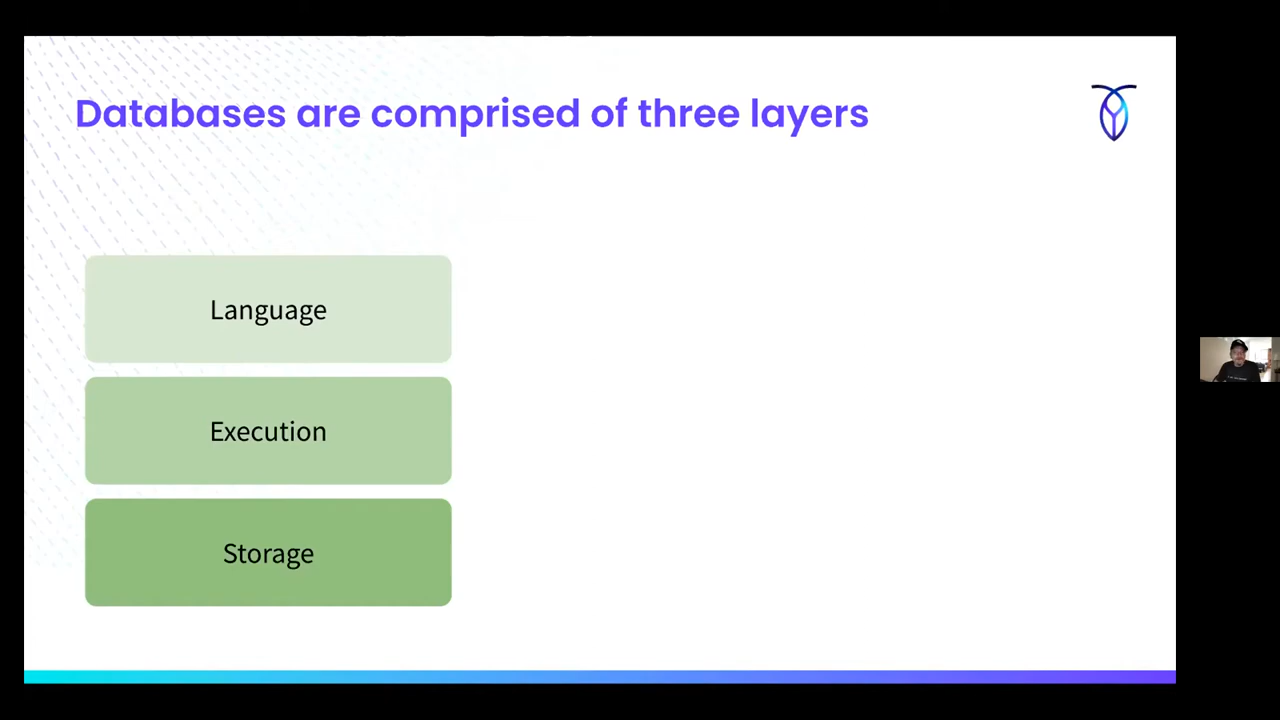 Databases are comprised of three layers
Language
Execution
Storage